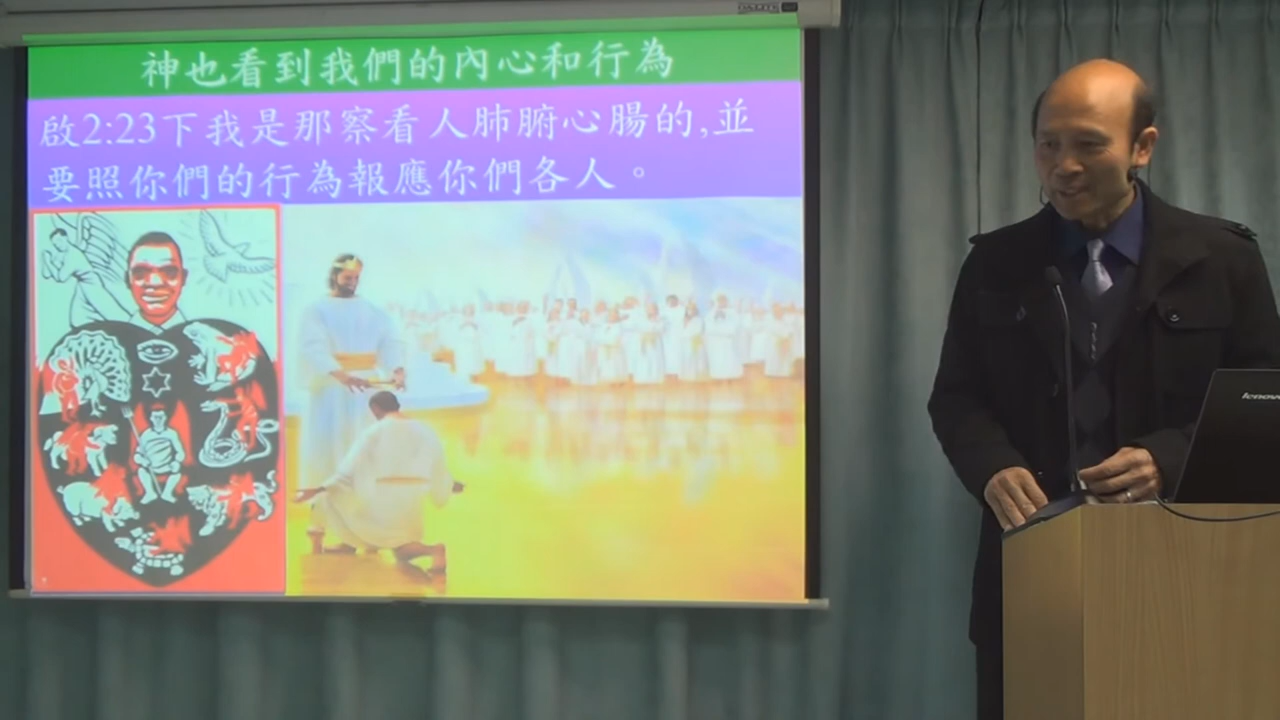 DA-LITE
神也看到我們的內心和行為
啟2:23下我是那察看人肺腑心腸的,並
要照你們的行為報應你們各人。
lenovo